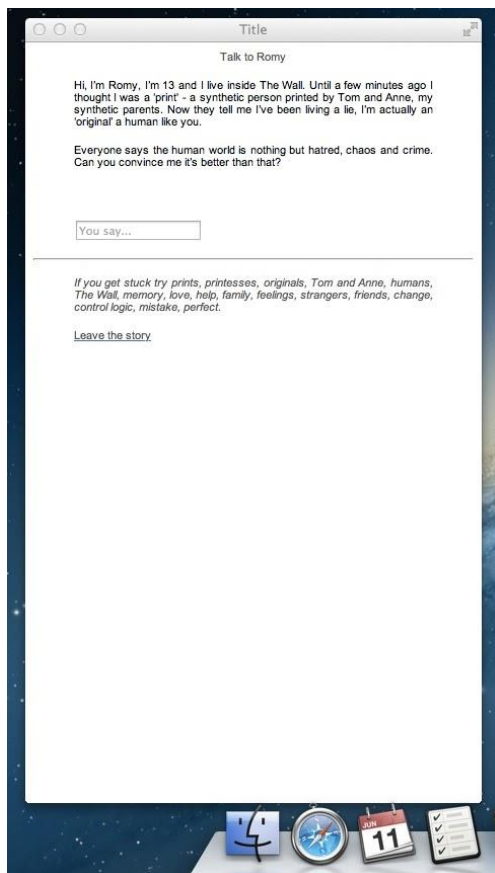 Title
Talk to Romy
Hi, I'm Romy, I'm 13 and I live inside The Wall. Until a few minutes ago I
thought I was a 'print' - a synthetic person printed by Tom and Anne, my
synthetic parents. Now they tell me I've been living a lie, I'm actually an
'original' a human like you.
Everyone says the human world is nothing but hatred, chaos and crime.
Can you convince me it's better than that?
You say...
If you get stuck try prints, printesses, originals, Tom and Anne, humans,
The Wall, memory, love, help, family, feelings, strangers, friends, change,
control logic, mistake, perfect.
Leave the story
JUN
11